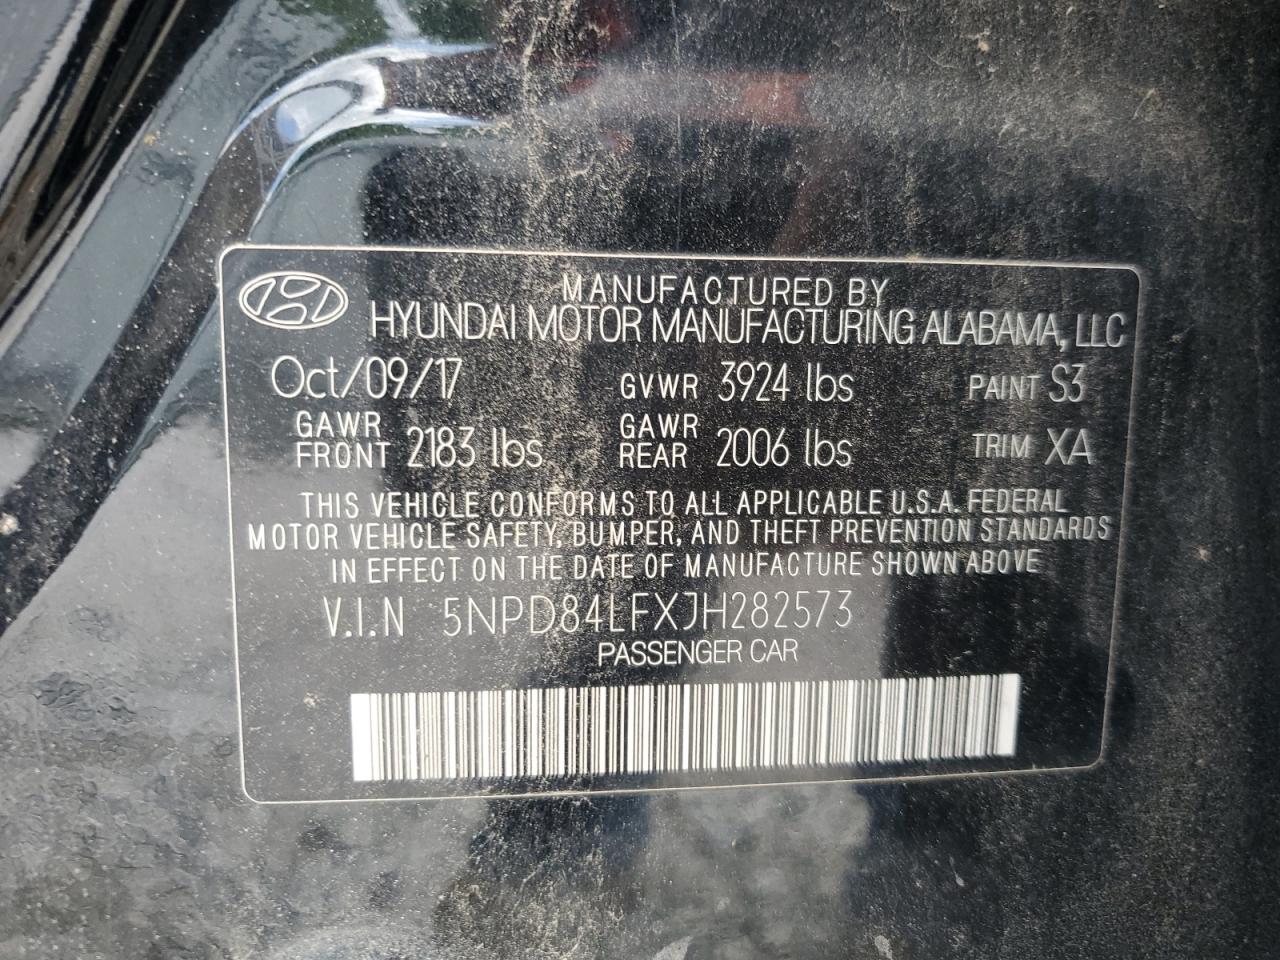 MANUFACTURED BY
HYUNDAI MOTOR MANUFACTURING ALABAMA, LLC
Oct/09/17 GVWR 3924 lbs PAINT S3
GAWR FRONT 2183 lbs GAWR REAR 2006 lbs TRIM XA
THIS VEHICLE CONFORMS TO ALL APPLICABLE U.S.A. FEDERAL
MOTOR VEHICLE SAFETY, BUMPER, AND THEFT PREVENTION STANDARDS
IN EFFECT ON THE DATE OF MANUFACTURE SHOWN ABOVE
V.I.N 5NPD84LFXJH282573
PASSENGER CAR